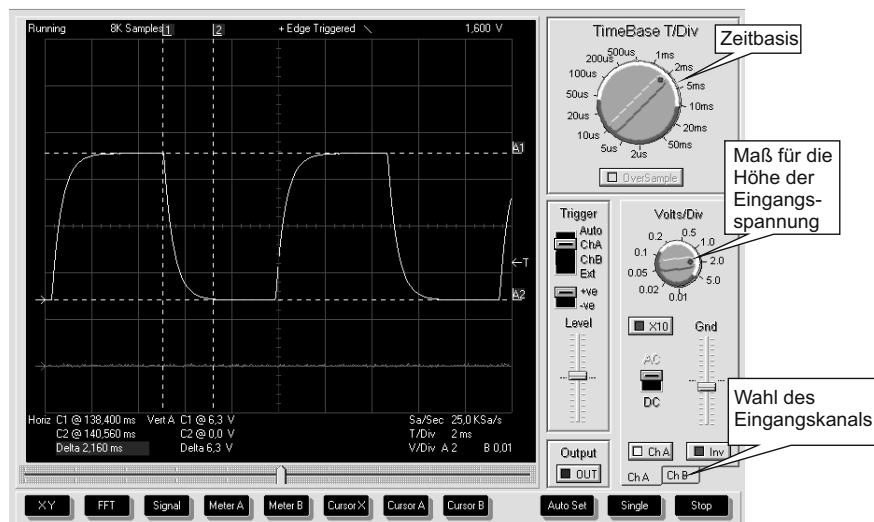 Running 8K Samples 1 2 + Edge Triggered \ 1,600 V
A1
←T
A2
Horiz C1 @ 138,400 ms Vert A C1 @ 6,3 V Sa/Sec 25,0 KSa/s
C2 @ 140,560 ms C2 @ 0,0 V T/Div 2 ms
Delta 2,160 ms Delta 6,3 V V/Div A 2 B 0,01
TimeBase T/Div
Zeitbasis
500us 1ms
200us 2ms
100us 5ms
50us 10ms
20us 20ms
10us 50ms
5us 2us
OverSample
Maß für die
Höhe der
Eingangs-
spannung
Trigger
Auto
ChA
ChB
Ext
+ve
-ve
Level
Volts/Div
0.2 0.5
0.1 1.0
0.05 2.0
0.02 0.01 5.0
X10 Gnd
AC
DC
Wahl des
Eingangskanals
Output
OUT
Ch A Inv
Ch A Ch B
X Y FFT Signal Meter A Meter B Cursor X Cursor A Cursor B Auto Set Single Stop